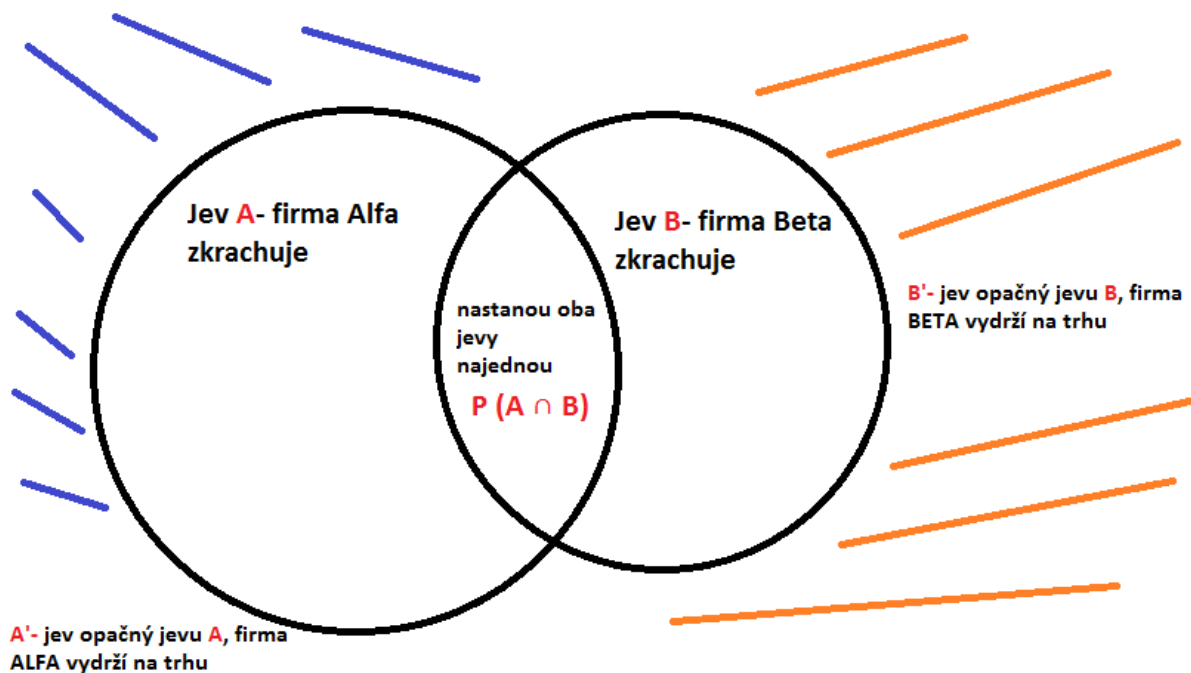 Jev A- firma Alfa
zkrachuje
Jev B- firma Beta
zkrachuje
nastanou oba
jevy
najednou
P (A ∩ B)
B'- jev opačný jevu B, firma
BETA vydrží na trhu
A'- jev opačný jevu A, firma
ALFA vydrží na trhu